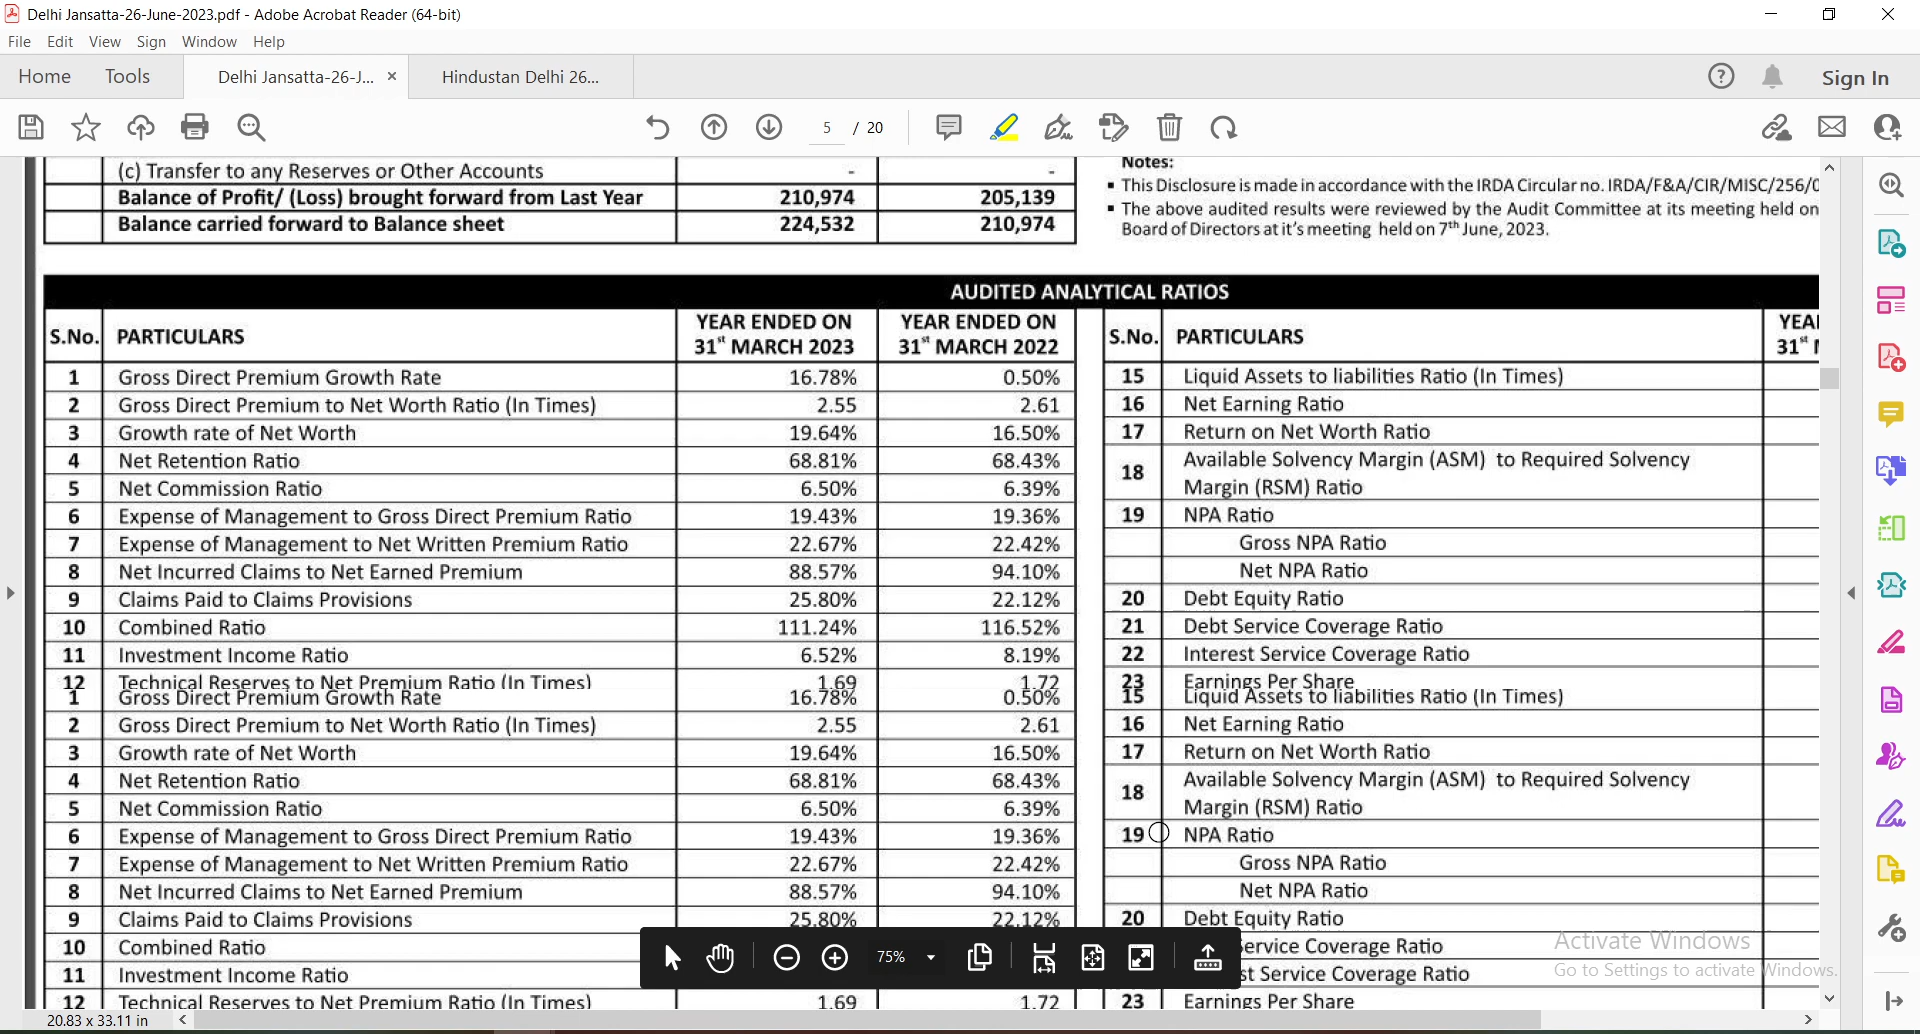 Delhi Jansatta-26-June-2023.pdf - Adobe Acrobat Reader (64-bit)
File Edit View Sign Window Help
Home Tools Delhi Jansatta-26-J... × Hindustan Delhi 26... Sign In
5 / 20
(c) Transfer to any Reserves or Other Accounts - -
Balance of Profit/ (Loss) brought forward from Last Year 210,974 205,139
Balance carried forward to Balance sheet 224,532 210,974
Notes:
▪ This Disclosure is made in accordance with the IRDA Circular no. IRDA/F&A/CIR/MISC/256/0
▪ The above audited results were reviewed by the Audit Committee at its meeting held on
Board of Directors at it's meeting held on 7th June, 2023.
AUDITED ANALYTICAL RATIOS
S.No. PARTICULARS YEAR ENDED ON 31st MARCH 2023 YEAR ENDED ON 31st MARCH 2022
1 Gross Direct Premium Growth Rate 16.78% 0.50%
2 Gross Direct Premium to Net Worth Ratio (In Times) 2.55 2.61
3 Growth rate of Net Worth 19.64% 16.50%
4 Net Retention Ratio 68.81% 68.43%
5 Net Commission Ratio 6.50% 6.39%
6 Expense of Management to Gross Direct Premium Ratio 19.43% 19.36%
7 Expense of Management to Net Written Premium Ratio 22.67% 22.42%
8 Net Incurred Claims to Net Earned Premium 88.57% 94.10%
9 Claims Paid to Claims Provisions 25.80% 22.12%
10 Combined Ratio 111.24% 116.52%
11 Investment Income Ratio 6.52% 8.19%
12 Technical Reserves to Net Premium Ratio (In Times) 1.69 1.72
1 Gross Direct Premium Growth Rate 16.78% 0.50%
2 Gross Direct Premium to Net Worth Ratio (In Times) 2.55 2.61
3 Growth rate of Net Worth 19.64% 16.50%
4 Net Retention Ratio 68.81% 68.43%
5 Net Commission Ratio 6.50% 6.39%
6 Expense of Management to Gross Direct Premium Ratio 19.43% 19.36%
7 Expense of Management to Net Written Premium Ratio 22.67% 22.42%
8 Net Incurred Claims to Net Earned Premium 88.57% 94.10%
9 Claims Paid to Claims Provisions 25.80% 22.12%
10 Combined Ratio
11 Investment Income Ratio
12 Technical Reserves to Net Premium Ratio (In Times) 1.69 1.72
S.No. PARTICULARS
15 Liquid Assets to liabilities Ratio (In Times)
16 Net Earning Ratio
17 Return on Net Worth Ratio
18 Available Solvency Margin (ASM) to Required Solvency
Margin (RSM) Ratio
19 NPA Ratio
Gross NPA Ratio
Net NPA Ratio
20 Debt Equity Ratio
21 Debt Service Coverage Ratio
22 Interest Service Coverage Ratio
23 Earnings Per Share
15 Liquid Assets to liabilities Ratio (In Times)
16 Net Earning Ratio
17 Return on Net Worth Ratio
18 Available Solvency Margin (ASM) to Required Solvency
Margin (RSM) Ratio
19 NPA Ratio
Gross NPA Ratio
Net NPA Ratio
20 Debt Equity Ratio
Service Coverage Ratio
Service Coverage Ratio
23 Earnings Per Share
75%
Activate Windows
Go to Settings to activate Windows.
20.83 x 33.11 in